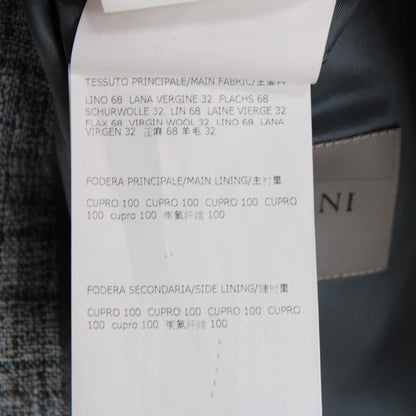 TESSUTO PRINCIPALE/MAIN FABRIC/主面料
LINO 68 LANA VERGINE 32 FLACHS 68
SCHURWOLLE 32 LIN 68 LAINE VIERGE 32
FLAX 68 VIRGIN WOOL 32 LINO 68 LANA
VIRGEN 32 亚麻 68 羊毛 32
FODERA PRINCIPALE/MAIN LINING/主衬里
CUPRO 100 CUPRO 100 CUPRO 100 CUPRO
100 cupro 100 铜氨纤维 100
FODERA SECONDARIA/SIDE LINING/辅衬里
CUPRO 100 CUPRO 100 CUPRO 100 CUPRO
100 cupro 100 铜氨纤维 100
NI